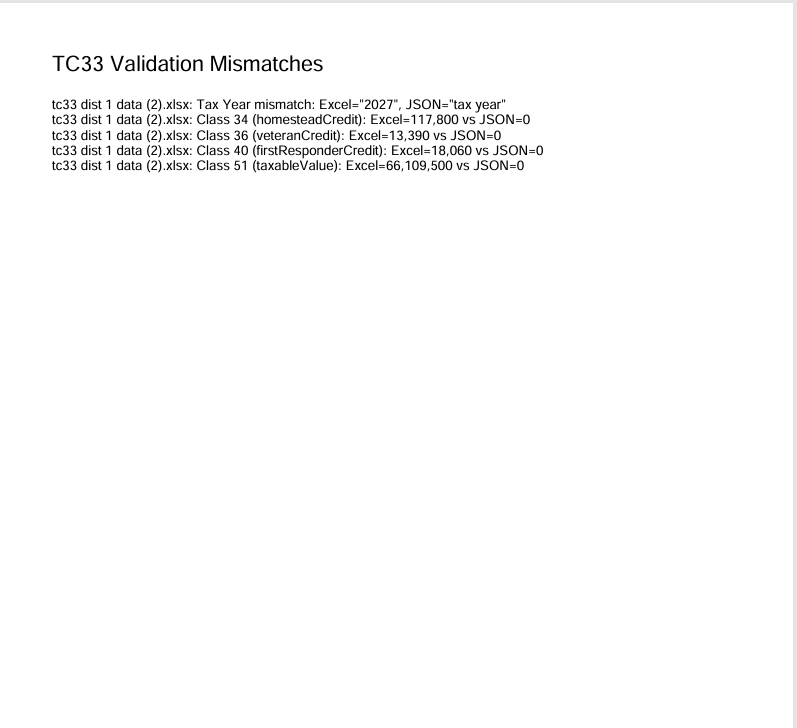 TC33 Validation Mismatches
tc33 dist 1 data (2).xlsx: Tax Year mismatch: Excel="2027", JSON="tax year"
tc33 dist 1 data (2).xlsx: Class 34 (homesteadCredit): Excel=117,800 vs JSON=0
tc33 dist 1 data (2).xlsx: Class 36 (veteranCredit): Excel=13,390 vs JSON=0
tc33 dist 1 data (2).xlsx: Class 40 (firstResponderCredit): Excel=18,060 vs JSON=0
tc33 dist 1 data (2).xlsx: Class 51 (taxableValue): Excel=66,109,500 vs JSON=0